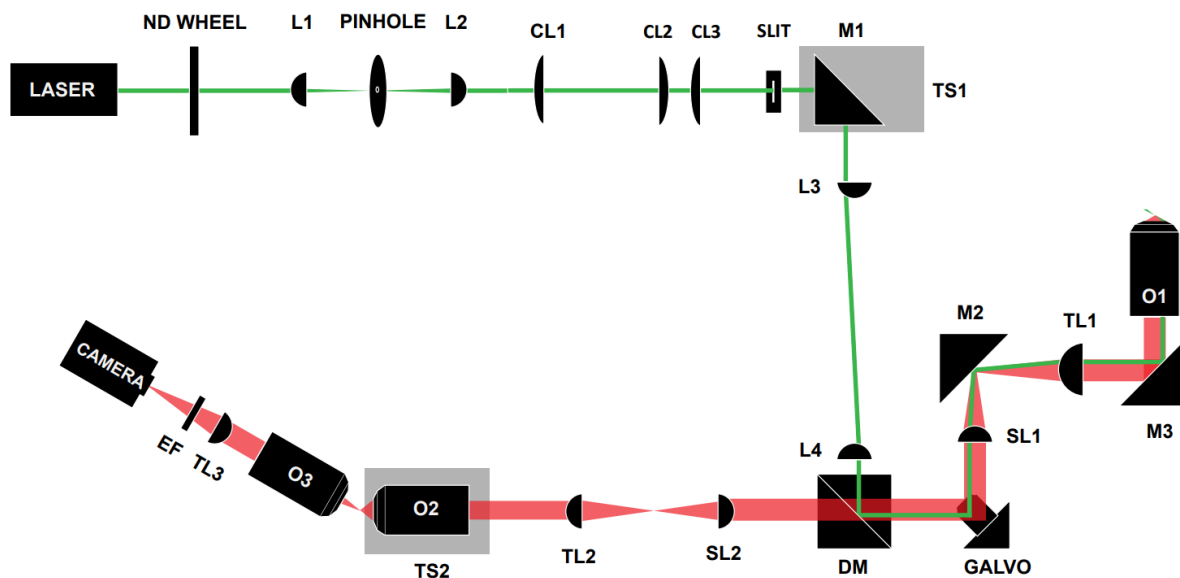 ND WHEEL
L1
PINHOLE
L2
CL1
CL2
CL3
SLIT
M1
LASER
TS1
L3
O1
M2
TL1
CAMERA
EF
TL3
O3
L4
SL1
M3
O2
TL2
SL2
TS2
DM
GALVO